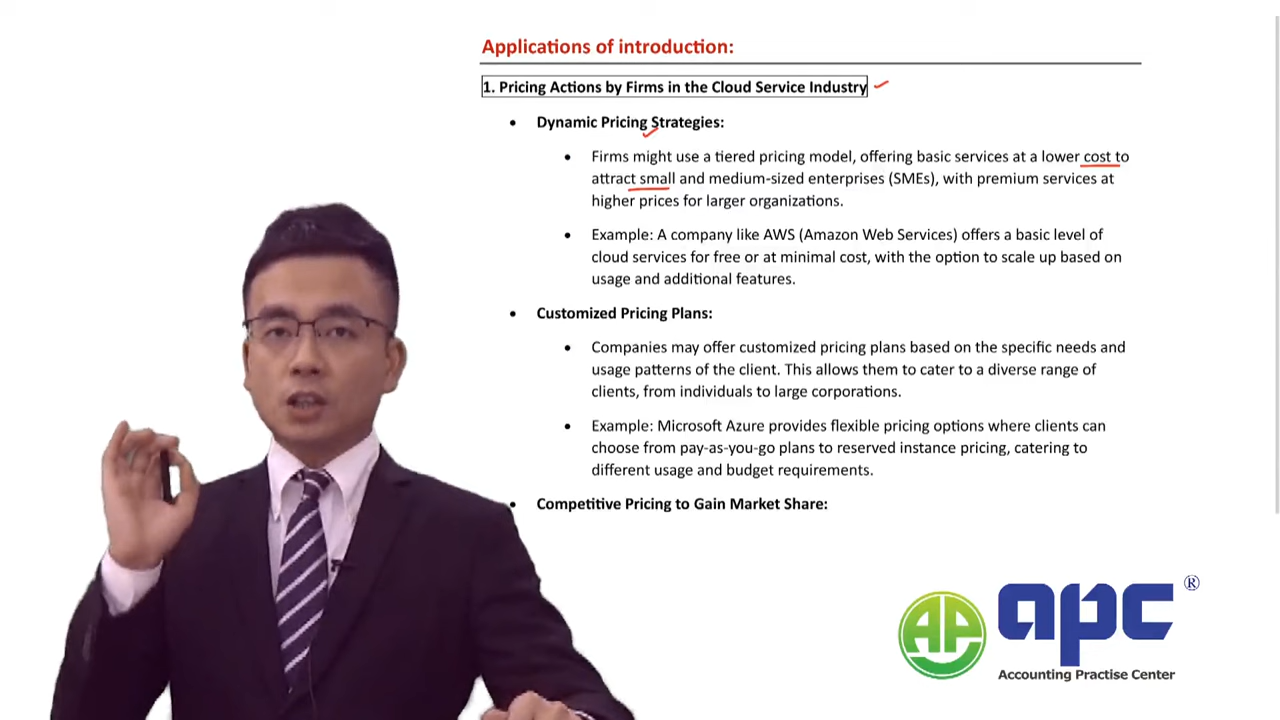 Applications of introduction:
1. Pricing Actions by Firms in the Cloud Service Industry
• Dynamic Pricing Strategies:
• Firms might use a tiered pricing model, offering basic services at a lower cost to
attract small and medium-sized enterprises (SMEs), with premium services at
higher prices for larger organizations.
• Example: A company like AWS (Amazon Web Services) offers a basic level of
cloud services for free or at minimal cost, with the option to scale up based on
usage and additional features.
• Customized Pricing Plans:
• Companies may offer customized pricing plans based on the specific needs and
usage patterns of the client. This allows them to cater to a diverse range of
clients, from individuals to large corporations.
• Example: Microsoft Azure provides flexible pricing options where clients can
choose from pay-as-you-go plans to reserved instance pricing, catering to
different usage and budget requirements.
• Competitive Pricing to Gain Market Share:
AP apc ®
Accounting Practise Center